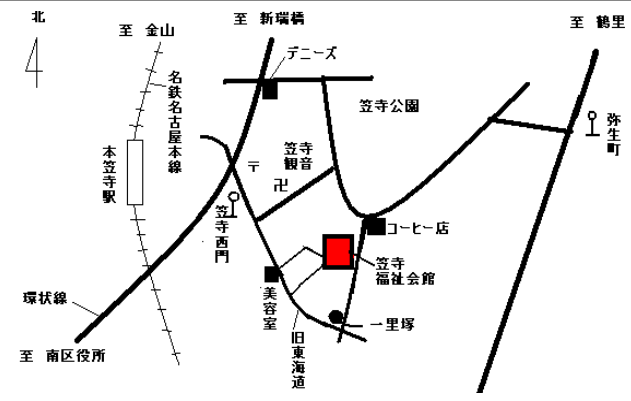 北
至 金山
至 新瑞橋
至 鶴里
デニーズ
名鉄名古屋本線
笠寺公園
弥生町
本笠寺駅
笠寺
観音
〒
卍
笠寺西門
コーヒー店
笠寺
福祉会館
環状線
美容室
一里塚
旧東海道
至 南区役所